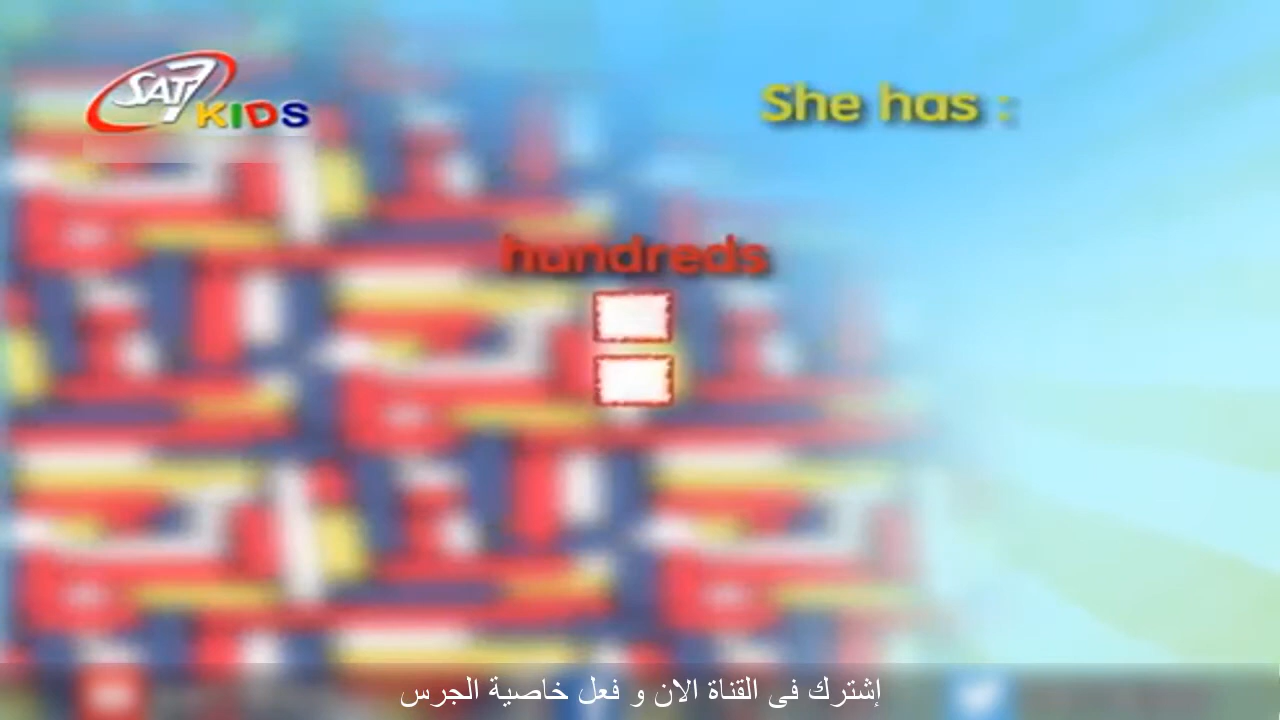 SAT7 KIDS
She has :
hundreds
إشترك فى القناة الان و فعل خاصية الجرس